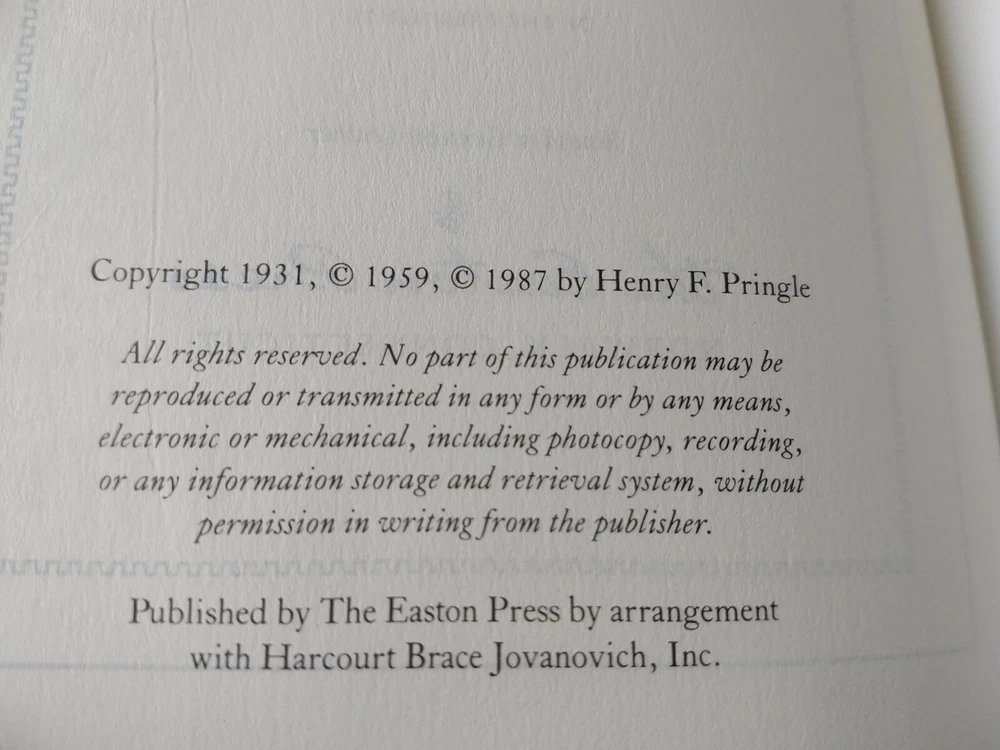 Copyright 1931, © 1959, © 1987 by Henry F. Pringle
All rights reserved. No part of this publication may be
reproduced or transmitted in any form or by any means,
electronic or mechanical, including photocopy, recording,
or any information storage and retrieval system, without
permission in writing from the publisher.
Published by The Easton Press by arrangement
with Harcourt Brace Jovanovich, Inc.